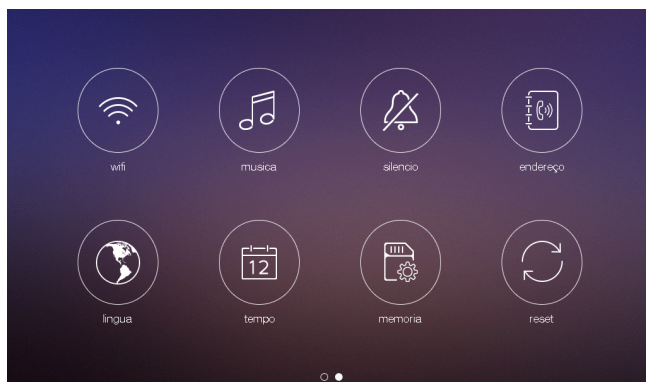 wifi
musica
silencio
endereço
12
lingua
tempo
memoria
reset